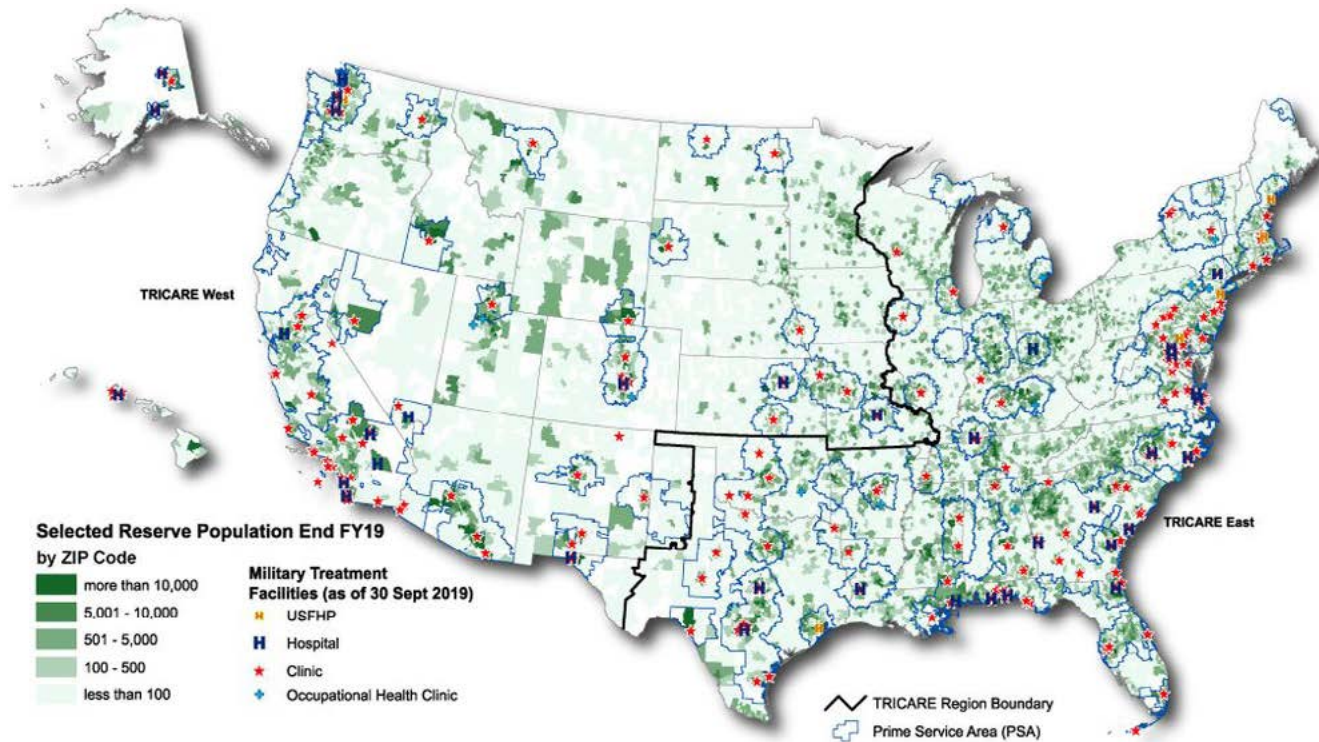 TRICARE West
TRICARE East
Selected Reserve Population End FY19
by ZIP Code
more than 10,000
5,001 - 10,000
501 - 5,000
100 - 500
less than 100
Military Treatment
Facilities (as of 30 Sept 2019)
USFHP
Hospital
Clinic
Occupational Health Clinic
TRICARE Region Boundary
Prime Service Area (PSA)